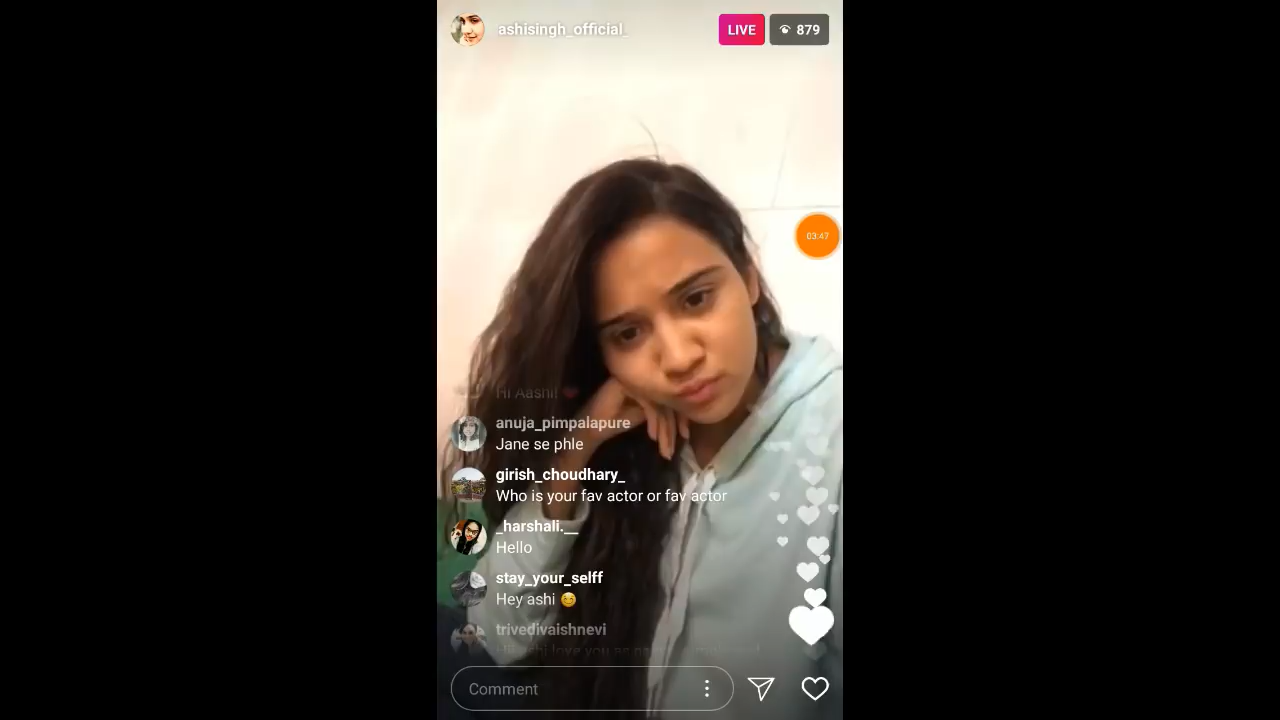 ashisingh_official_
LIVE
879
03:47
Hi Aashi! ❤
anuja_pimpalapure
Jane se phle
girish_choudhary_
Who is your fav actor or fav actor
_harshali.__
Hello
stay_your_selff
Hey ashi 😉
trivedivaishnevi
Comment